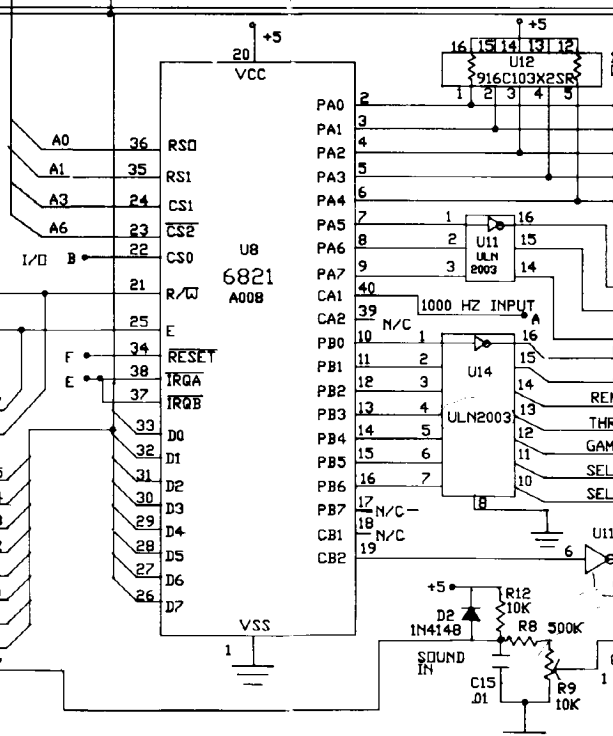 +5
+5
20
VCC
16 15 14 13 12
U12
916C103X2SR
1 2 3 4 5
PA0 2
PA1 3
PA2 4
PA3 5
PA4 6
PA5 7
PA6 8
PA7 9
CA1 40
CA2 39 N/C
PB0 10
PB1 11
PB2 12
PB3 13
PB4 14
PB5 15
PB6 16
PB7 17 N/C
CB1 18 N/C
CB2 19
A0 36 RS0
A1 35 RS1
A3 24 CS1
A6 23 CS2
I/O B 22 CS0
21 R/W
25 E
F 34 RESET
E 38 IRQA
37 IRQB
33 D0
32 D1
31 D2
30 D3
29 D4
28 D5
27 D6
26 D7
U8
6821
A008
VSS
1
1 16
2 15
3 14
U11
ULN
2003
1000 HZ INPUT
A
1 16
2 15
3 14
4 13
5 12
6 11
7 10
U14
ULN2003
8
REM
THR
GAM
SEL
SEL
U11
6
+5
R12
10K
D2
1N4148
R8 500K
SOUND
IN
C15
.01
R9
10K
1